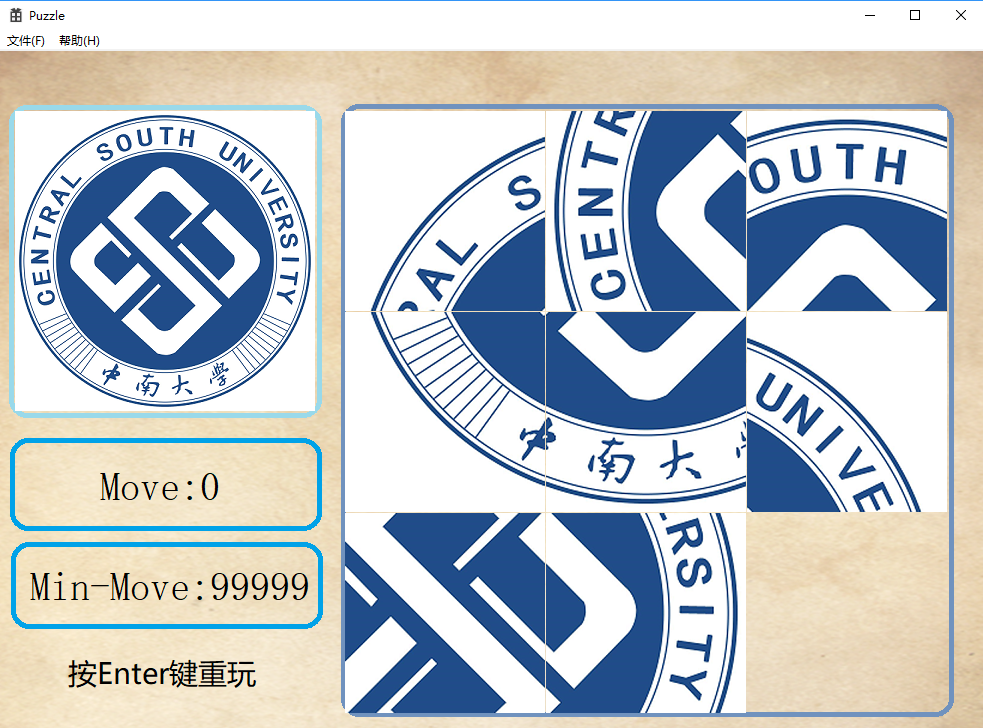 Puzzle
文件(F) 帮助(H)
CENTRAL SOUTH UNIVERSITY
中南大學
Move:0
Min-Move:99999
按Enter键重玩
RAL S
CENTR
OUTH
中南大
UNIVE
RSITY